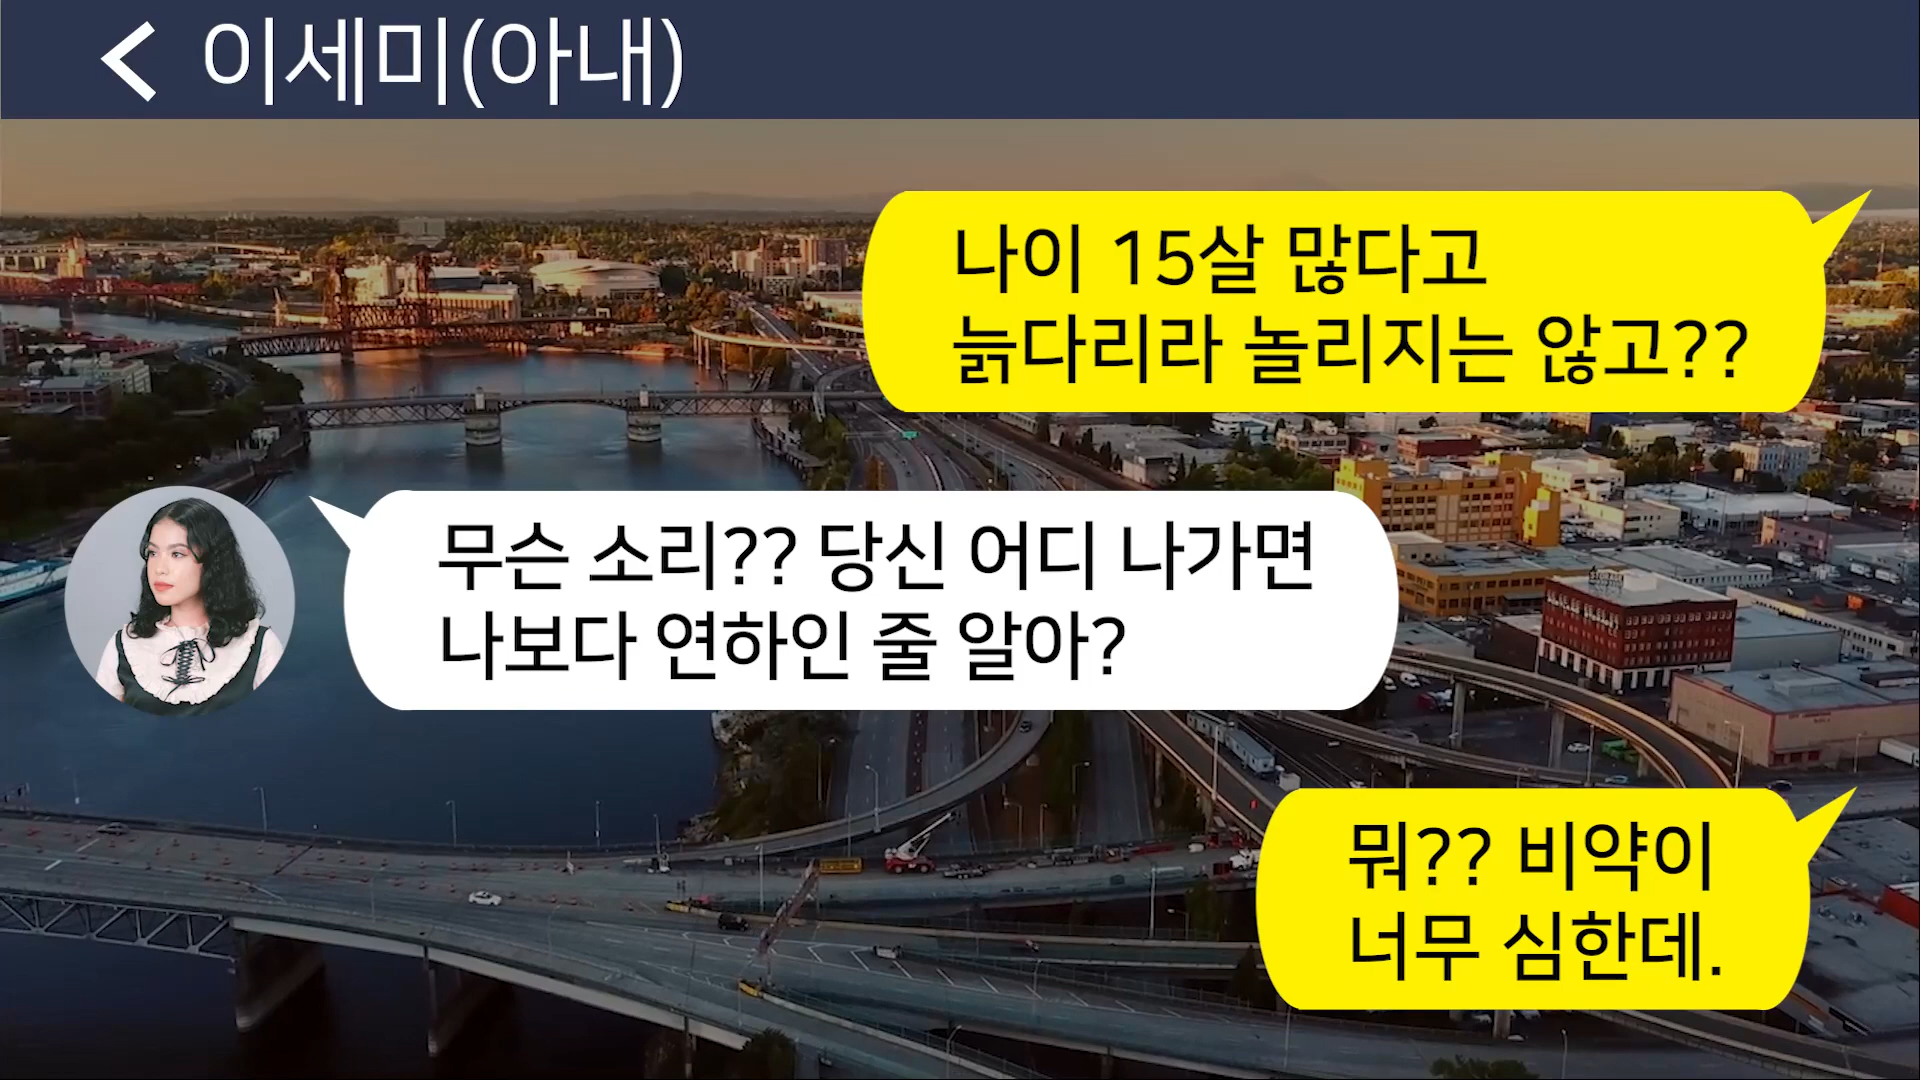 이세미(아내)
나이 15살 많다고
늙다리라 놀리지는 않고??
무슨 소리?? 당신 어디 나가면
나보다 연하인 줄 알아?
뭐?? 비약이
너무 심한데.